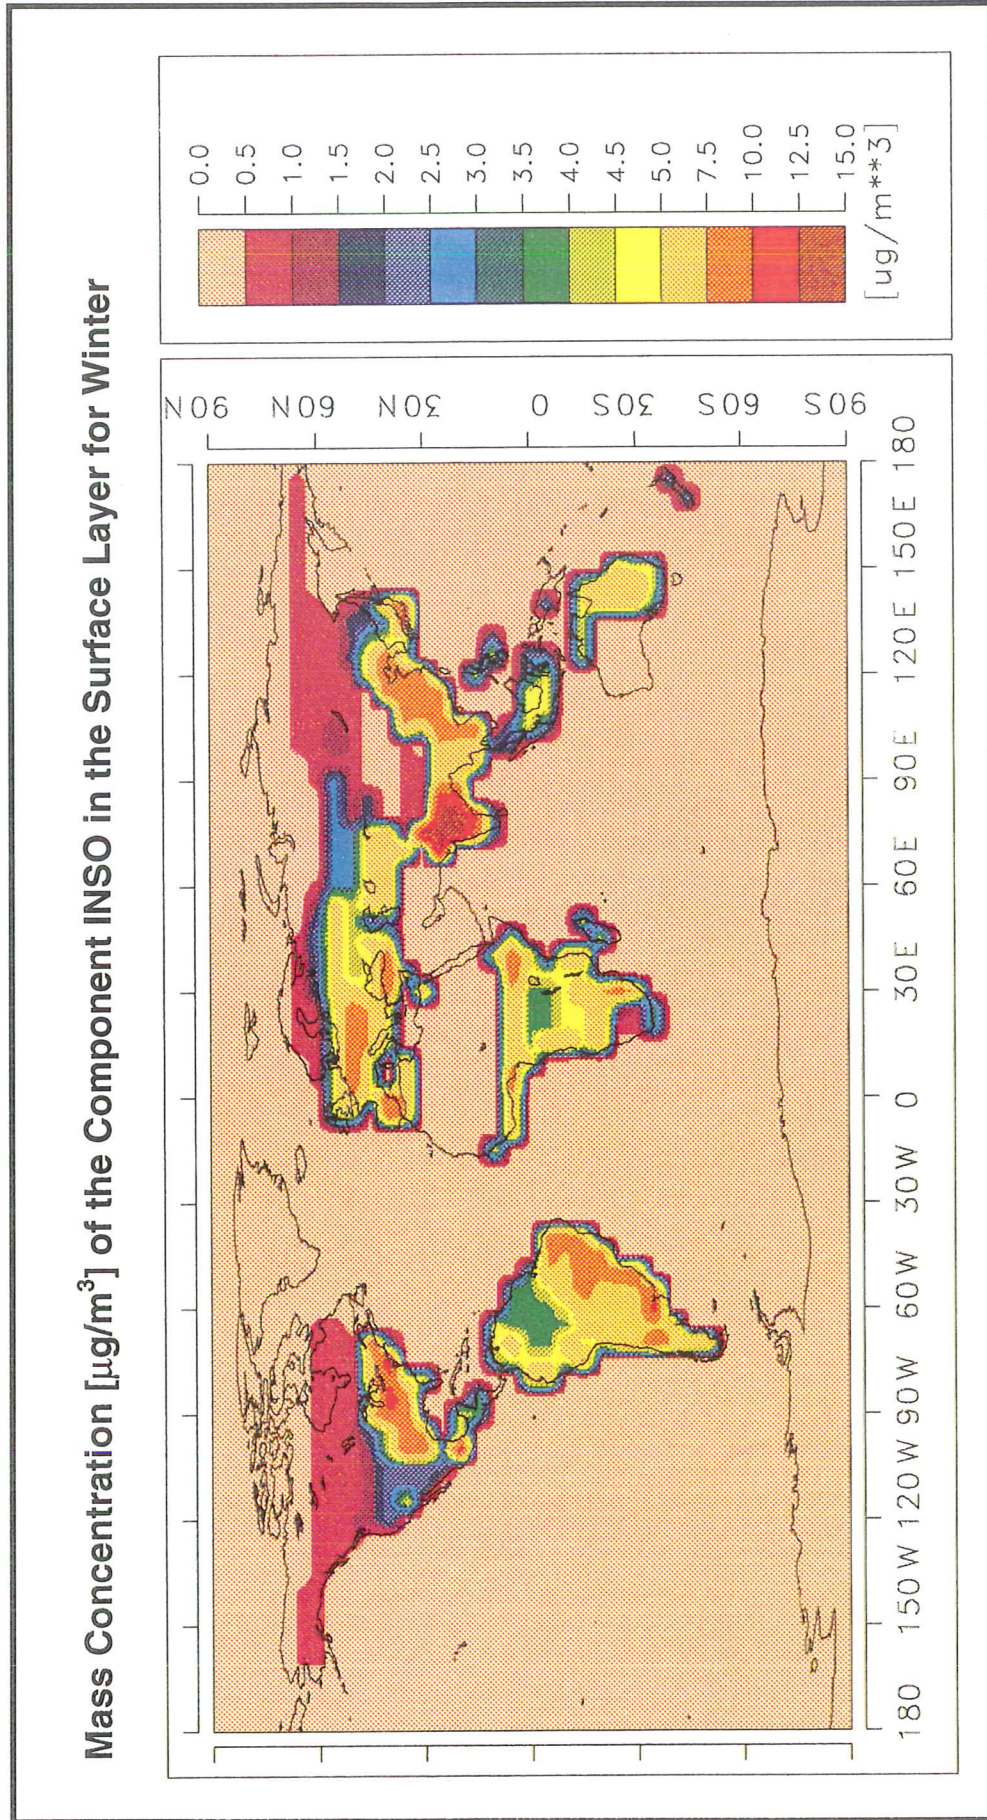 Mass Concentration [µg/m³] of the Component INSO in the Surface Layer for Winter
90N
60N
30N
0
30S
60S
90S
180
150W
120W
90W
60W
30W
0
30E
60E
90E
120E
150E
180
0.0
0.5
1.0
1.5
2.0
2.5
3.0
3.5
4.0
4.5
5.0
7.5
10.0
12.5
15.0
[ug/m**3]